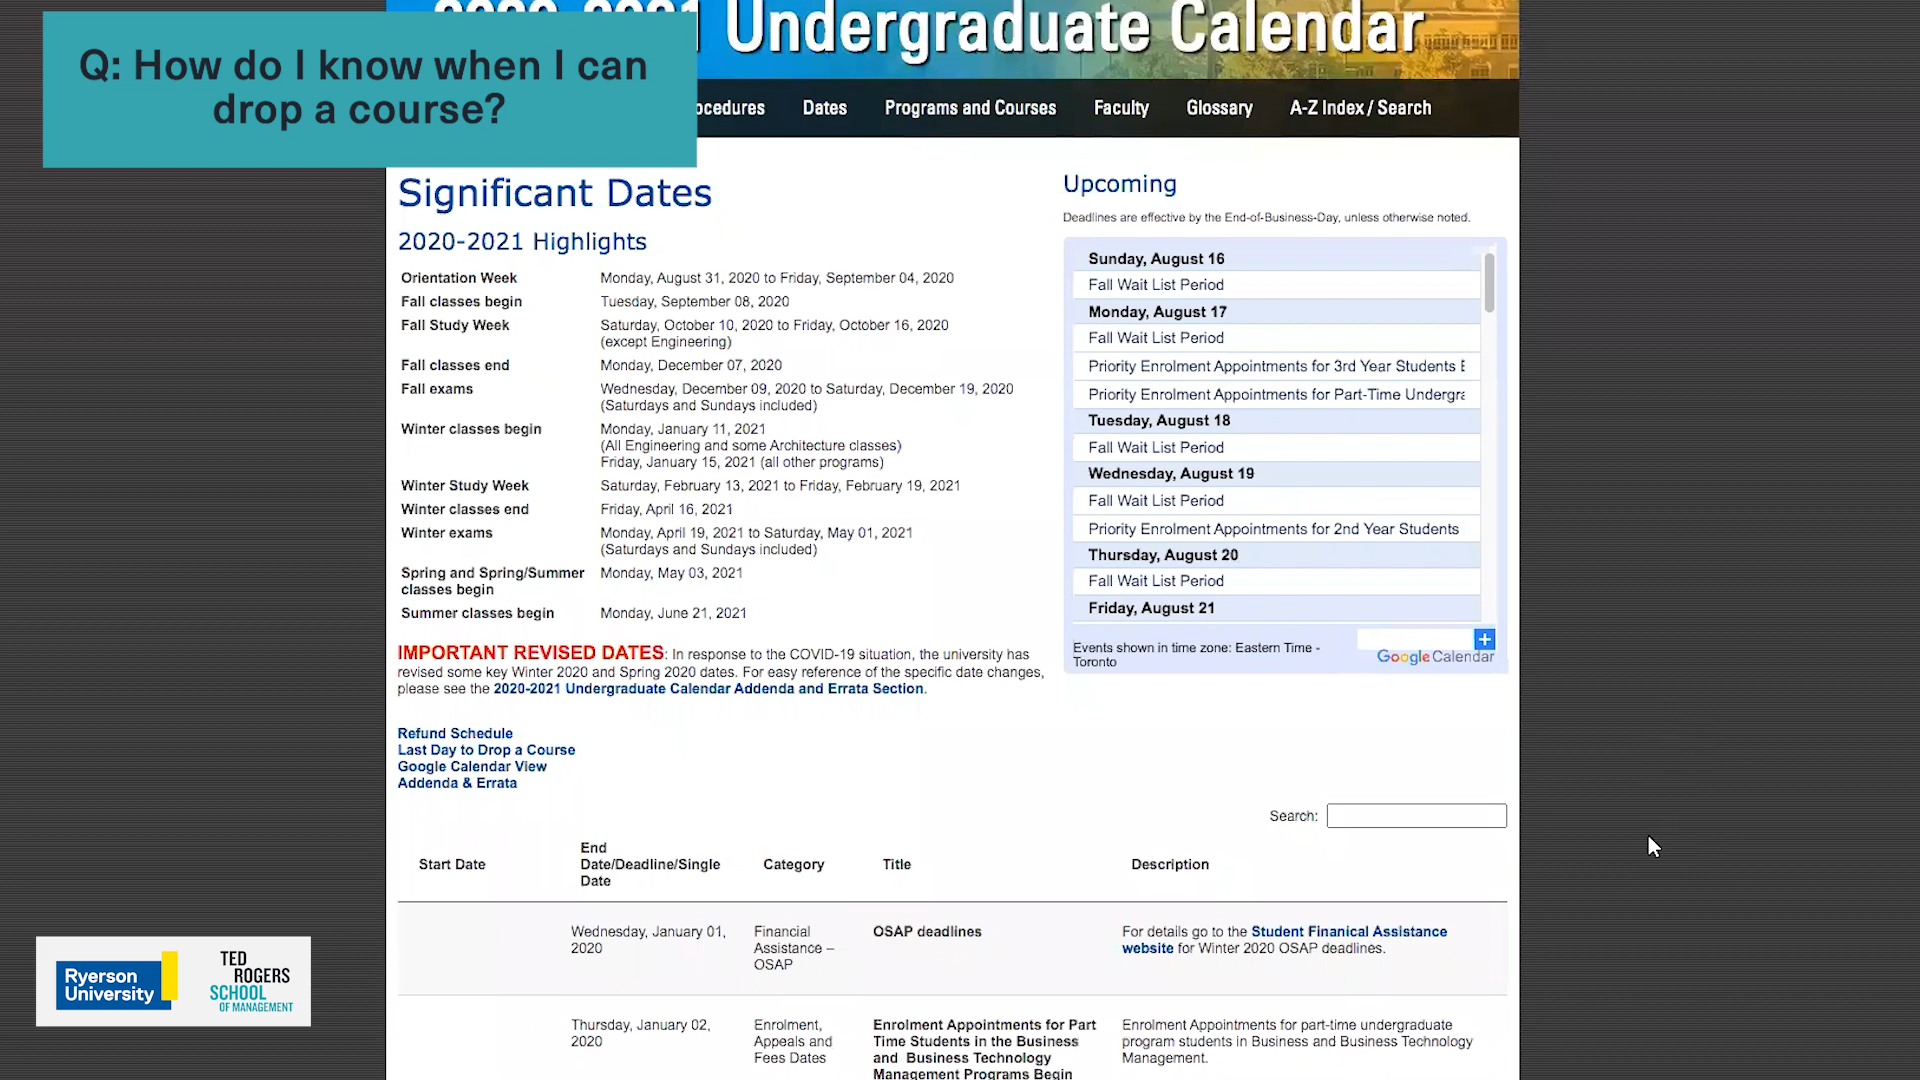 2020-2021 Undergraduate Calendar
Q: How do I know when I can
drop a course?
ocedures Dates Programs and Courses Faculty Glossary A-Z Index / Search
Significant Dates
2020-2021 Highlights
Orientation Week Monday, August 31, 2020 to Friday, September 04, 2020
Fall classes begin Tuesday, September 08, 2020
Fall Study Week Saturday, October 10, 2020 to Friday, October 16, 2020
(except Engineering)
Fall classes end Monday, December 07, 2020
Fall exams Wednesday, December 09, 2020 to Saturday, December 19, 2020
(Saturdays and Sundays included)
Winter classes begin Monday, January 11, 2021
(All Engineering and some Architecture classes)
Friday, January 15, 2021 (all other programs)
Winter Study Week Saturday, February 13, 2021 to Friday, February 19, 2021
Winter classes end Friday, April 16, 2021
Winter exams Monday, April 19, 2021 to Saturday, May 01, 2021
(Saturdays and Sundays included)
Spring and Spring/Summer Monday, May 03, 2021
classes begin
Summer classes begin Monday, June 21, 2021
IMPORTANT REVISED DATES: In response to the COVID-19 situation, the university has
revised some key Winter 2020 and Spring 2020 dates. For easy reference of the specific date changes,
please see the 2020-2021 Undergraduate Calendar Addenda and Errata Section.
Refund Schedule
Last Day to Drop a Course
Google Calendar View
Addenda & Errata
Upcoming
Deadlines are effective by the End-of-Business-Day, unless otherwise noted.
Sunday, August 16
Fall Wait List Period
Monday, August 17
Fall Wait List Period
Priority Enrolment Appointments for 3rd Year Students E
Priority Enrolment Appointments for Part-Time Undergra
Tuesday, August 18
Fall Wait List Period
Wednesday, August 19
Fall Wait List Period
Priority Enrolment Appointments for 2nd Year Students
Thursday, August 20
Fall Wait List Period
Friday, August 21
Events shown in time zone: Eastern Time -
Toronto
Google Calendar
Search:
Start Date
End
Date/Deadline/Single
Date
Category
Title
Description
Wednesday, January 01,
2020
Financial
Assistance –
OSAP
OSAP deadlines
For details go to the Student Finanical Assistance
website for Winter 2020 OSAP deadlines.
Thursday, January 02,
2020
Enrolment,
Appeals and
Fees Dates
Enrolment Appointments for Part
Time Students in the Business
and Business Technology
Management Programs Begin
Enrolment Appointments for part-time undergraduate
program students in Business and Business Technology
Management.
Ryerson
University
TED
ROGERS
SCHOOL
OF MANAGEMENT